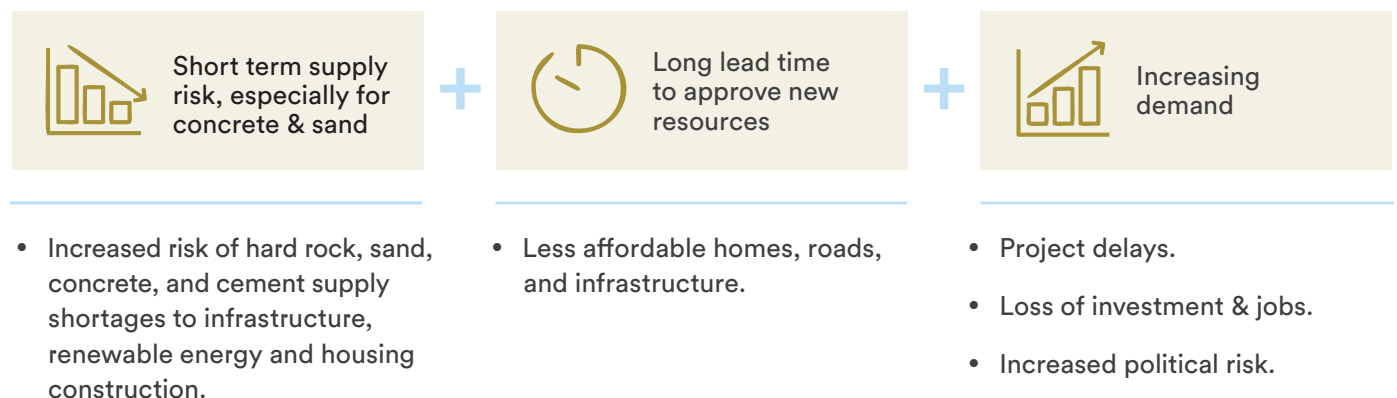 Short term supply
risk, especially for
concrete & sand
+
Long lead time
to approve new
resources
+
Increasing
demand
• Increased risk of hard rock, sand,
concrete, and cement supply
shortages to infrastructure,
renewable energy and housing
construction.
• Less affordable homes, roads,
and infrastructure.
• Project delays.
• Loss of investment & jobs.
• Increased political risk.